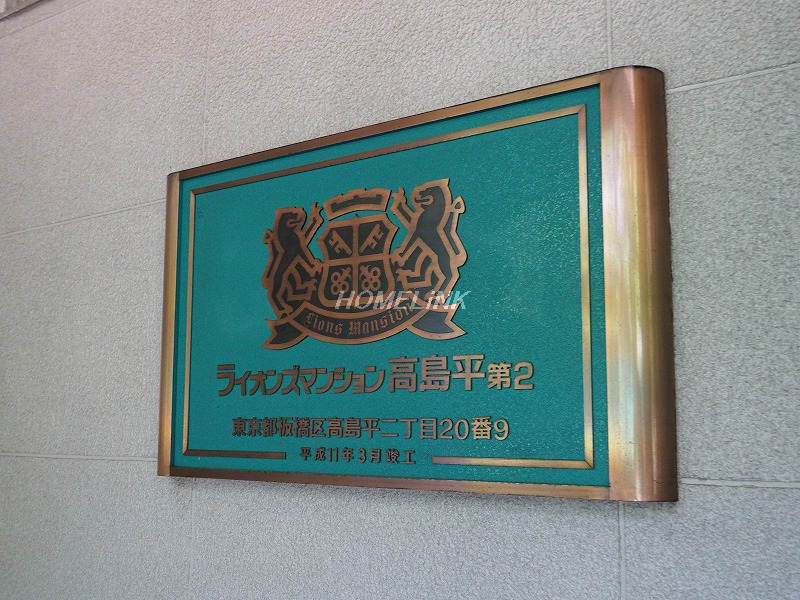 HOMELINK
Lions Mansion
ライオンズマンション高島平第2
東京都板橋区高島平二丁目20番9
平成11年3月竣工